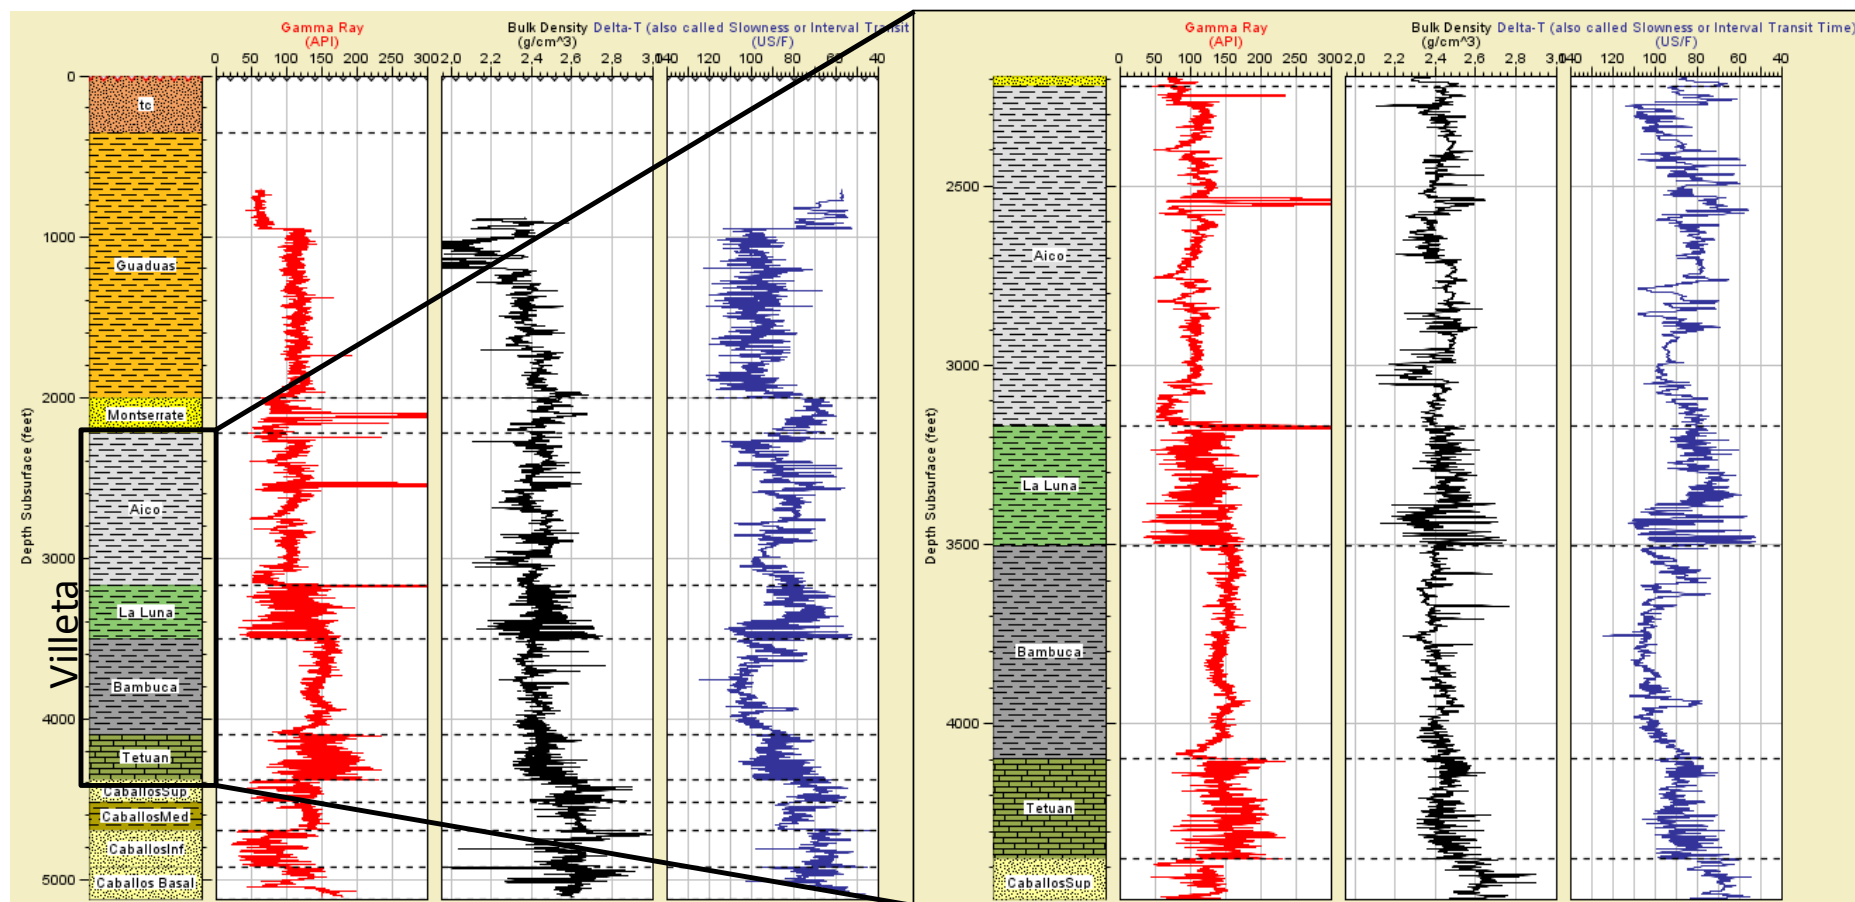 Gamma Ray
(API)
Bulk Density
(g/cm^3)
Delta-T (also called Slowness or Interval Transit
(US/F)
0 50 100 150 200 250 300
2,0 2,2 2,4 2,6 2,8 3,0
140 120 100 80 60 40
Depth Subsurface (feet)
0
1000
2000
3000
4000
5000
Villeta
tc
Guaduas
Montserrate
Aico
La Luna
Bambuca
Tetuan
CaballosSup
CaballosMed
CaballosInf
Caballos Basal
Gamma Ray
(API)
Bulk Density
(g/cm^3)
Delta-T (also called Slowness or Interval Transit Time)
(US/F)
0 50 100 150 200 250 300
2,0 2,2 2,4 2,6 2,8 3,0
140 120 100 80 60 40
Depth Subsurface (feet)
2500
3000
3500
4000
Aico
La Luna
Bambuca
Tetuan
CaballosSup